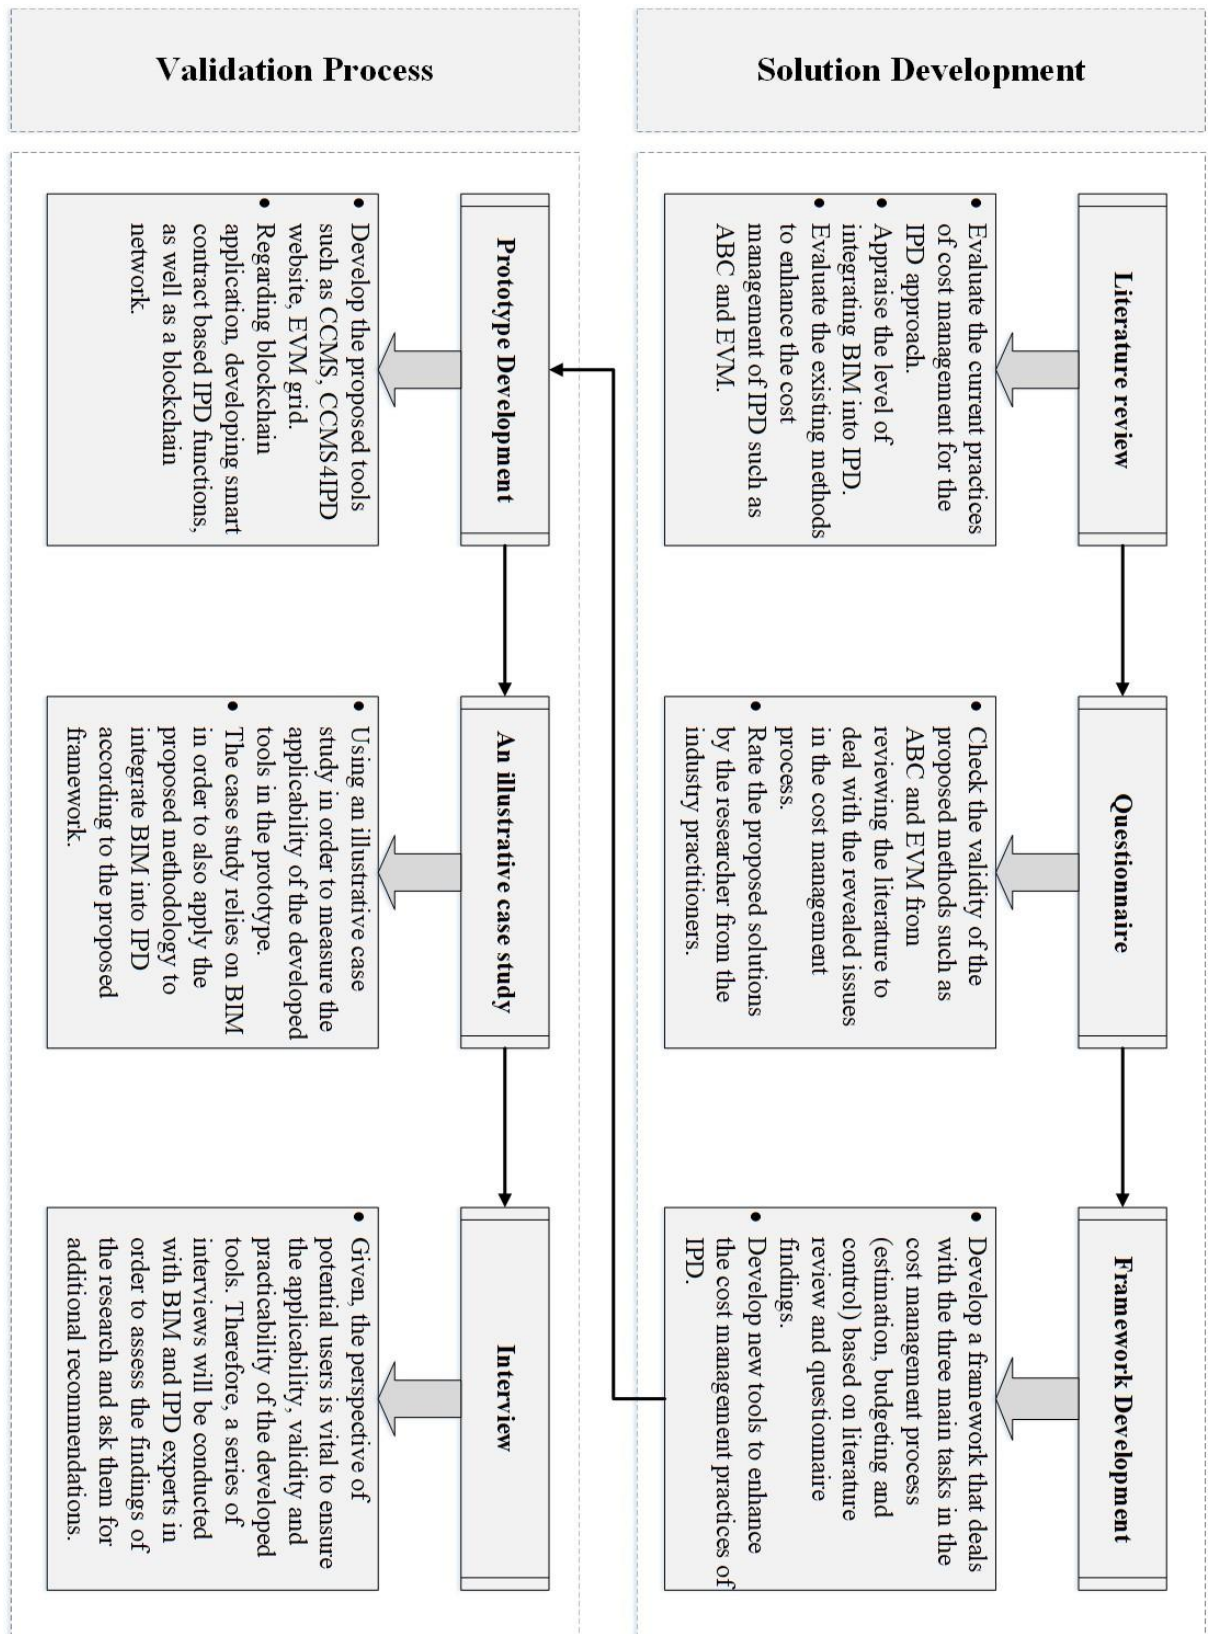 Solution Development
Literature review
• Evaluate the current practices
of cost management for the
IPD approach.
• Appraise the level of
integrating BIM into IPD.
• Evaluate the existing methods
to enhance the cost
management of IPD such as
ABC and EVM.
Questionnaire
• Check the validity of the
proposed methods such as
ABC and EVM from
reviewing the literature to
deal with the revealed issues
in the cost management
process.
• Rate the proposed solutions
by the researcher from the
industry practitioners.
Framework Development
• Develop a framework that deals
with the three main tasks in the
cost management process
(estimation, budgeting and
control) based on literature
review and questionnaire
findings.
• Develop new tools to enhance
the cost management practices of
IPD.
Validation Process
Prototype Development
• Develop the proposed tools
such as CCMS, CCMS4IPD
website, EVM grid.
• Regarding blockchain
application, developing smart
contract based IPD functions,
as well as a blockchain
network.
An illustrative case study
• Using an illustrative case
study in order to measure the
applicability of the developed
tools in the prototype.
• The case study relies on BIM
in order to also apply the
proposed methodology to
integrate BIM into IPD
according to the proposed
framework.
Interview
• Given, the perspective of
potential users is vital to ensure
the applicability, validity and
practicability of the developed
tools. Therefore, a series of
interviews will be conducted
with BIM and IPD experts in
order to assess the findings of
the research and ask them for
additional recommendations.